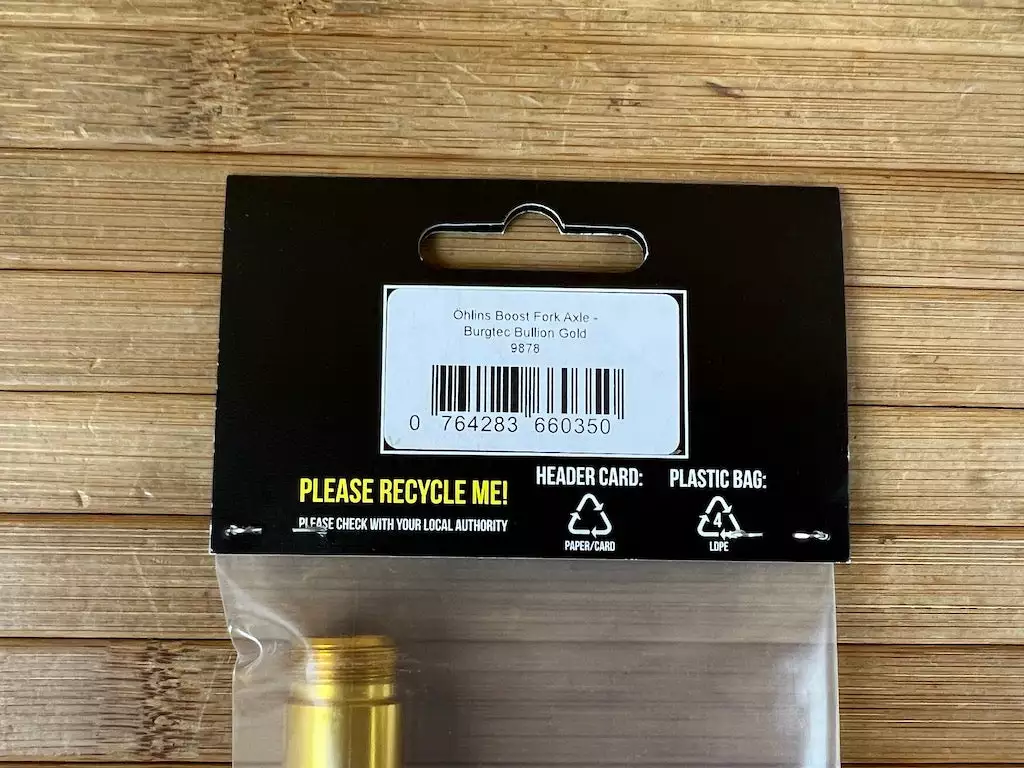 Öhlins Boost Fork Axle -
Burgtec Bullion Gold
9878
0 764283 660350
PLEASE RECYCLE ME!
PLEASE CHECK WITH YOUR LOCAL AUTHORITY
HEADER CARD:
PAPER/CARD
PLASTIC BAG:
4
LDPE